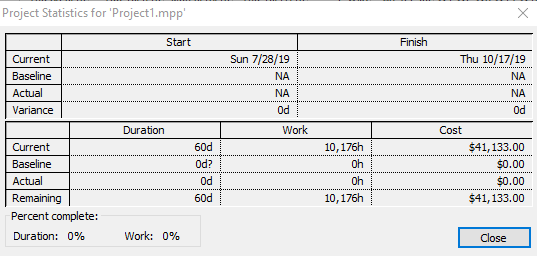 Project Statistics for 'Project1.mpp'
Start Finish
Current Sun 7/28/19 Thu 10/17/19
Baseline NA NA
Actual NA NA
Variance 0d 0d
Duration Work Cost
Current 60d 10,176h $41,133.00
Baseline 0d? 0h $0.00
Actual 0d 0h $0.00
Remaining 60d 10,176h $41,133.00
Percent complete:
Duration: 0% Work: 0% Close